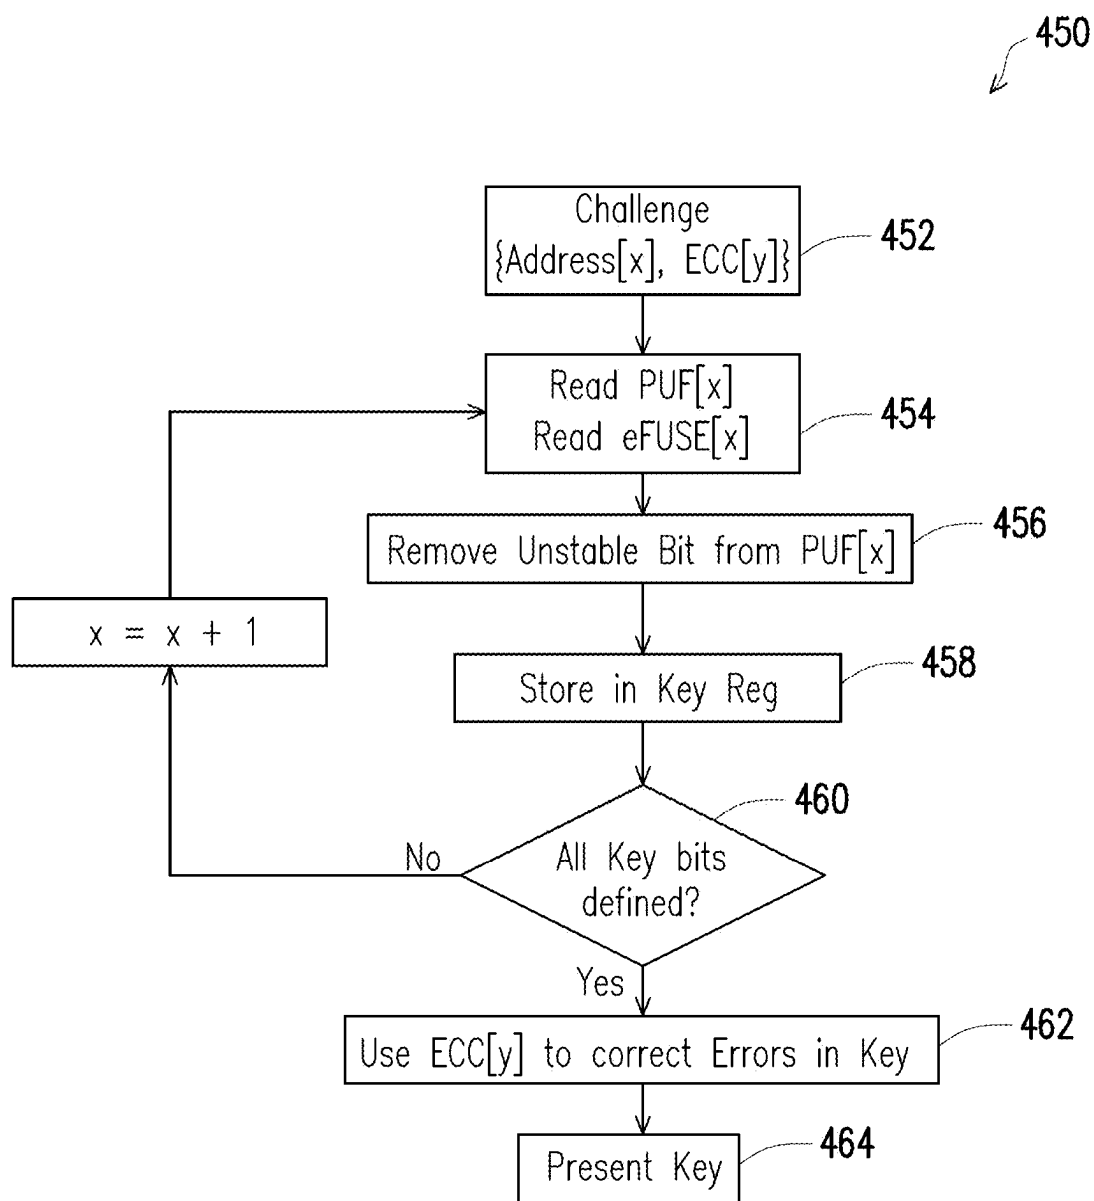 450
Challenge
{Address[x], ECC[y]}
452
Read PUF[x]
Read eFUSE[x]
454
Remove Unstable Bit from PUF[x]
456
x = x + 1
Store in Key Reg
458
460
No
All Key bits
defined?
Yes
Use ECC[y] to correct Errors in Key
462
Present Key
464